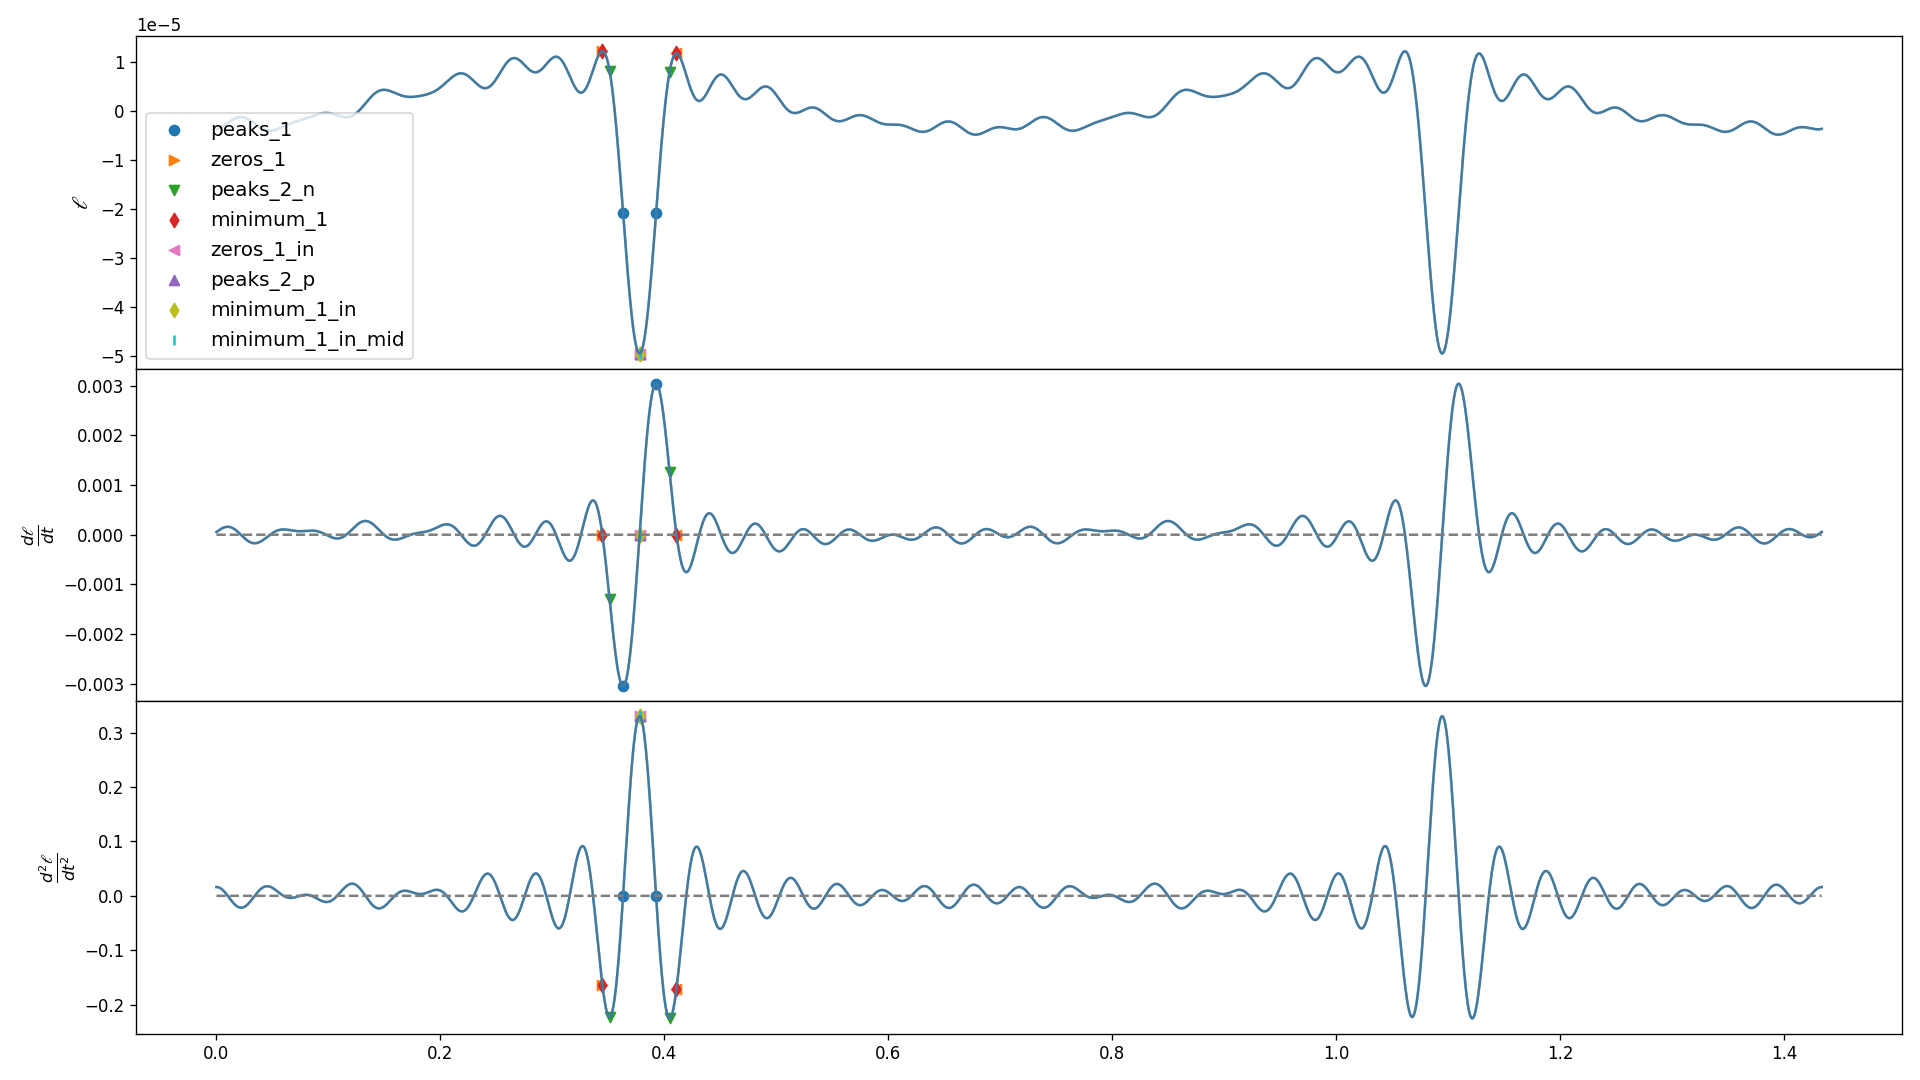 1e−5
1
0
−1
−2
−3
−4
−5
ℓ
peaks_1
zeros_1
peaks_2_n
minimum_1
zeros_1_in
peaks_2_p
minimum_1_in
minimum_1_in_mid
0.003
0.002
0.001
0.000
−0.001
−0.002
−0.003
dℓ
dt
0.3
0.2
0.1
0.0
−0.1
−0.2
d²ℓ
dt²
0.0 0.2 0.4 0.6 0.8 1.0 1.2 1.4